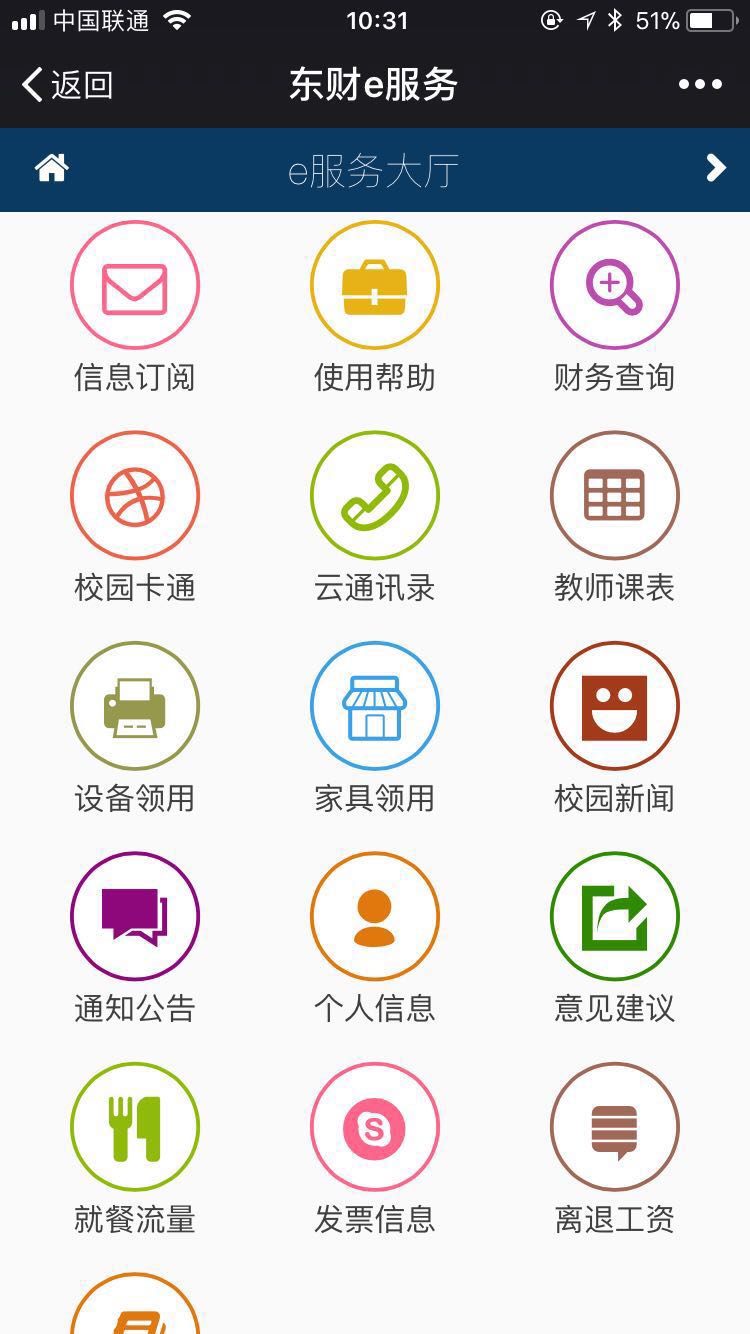 中国联通 10:31 51%
返回 东财e服务
e服务大厅
信息订阅 使用帮助 财务查询
校园卡通 云通讯录 教师课表
设备领用 家具领用 校园新闻
通知公告 个人信息 意见建议
S
就餐流量 发票信息 离退工资